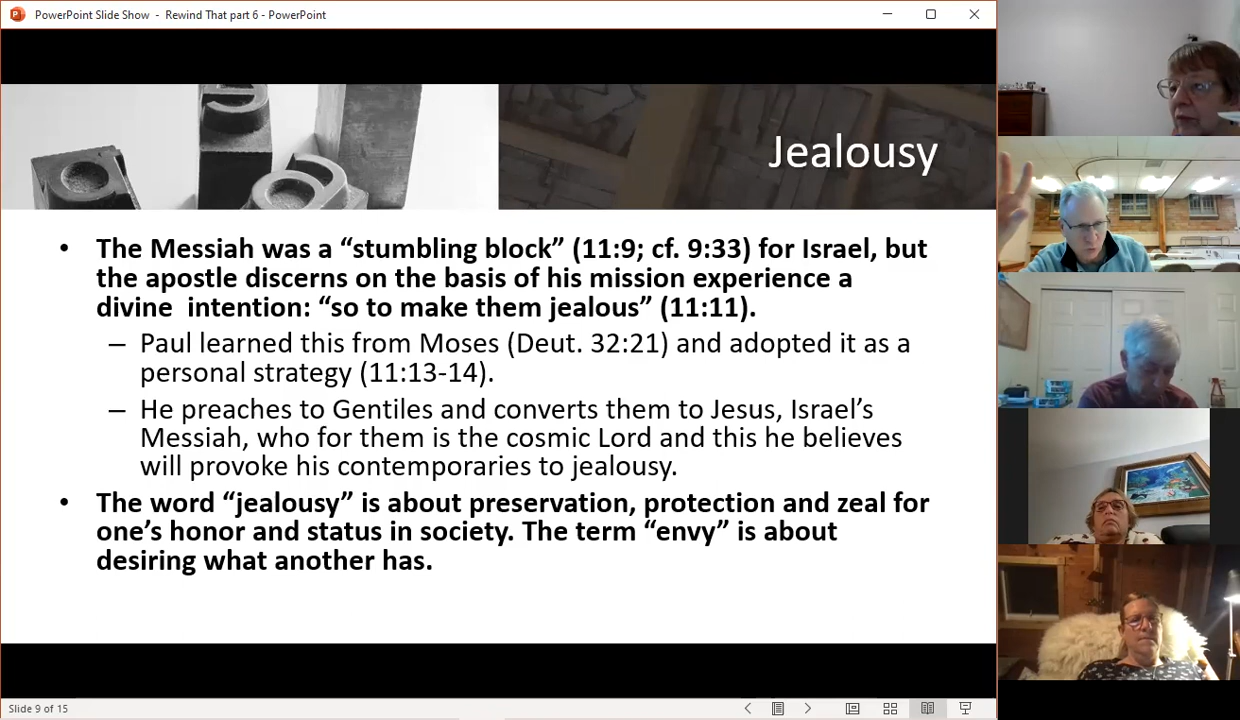 PowerPoint Slide Show - Rewind That part 6 - PowerPoint
Jealousy
• The Messiah was a “stumbling block” (11:9; cf. 9:33) for Israel, but
the apostle discerns on the basis of his mission experience a
divine intention: “so to make them jealous” (11:11).
– Paul learned this from Moses (Deut. 32:21) and adopted it as a
personal strategy (11:13-14).
– He preaches to Gentiles and converts them to Jesus, Israel’s
Messiah, who for them is the cosmic Lord and this he believes
will provoke his contemporaries to jealousy.
• The word “jealousy” is about preservation, protection and zeal for
one’s honor and status in society. The term “envy” is about
desiring what another has.
Slide 9 of 15